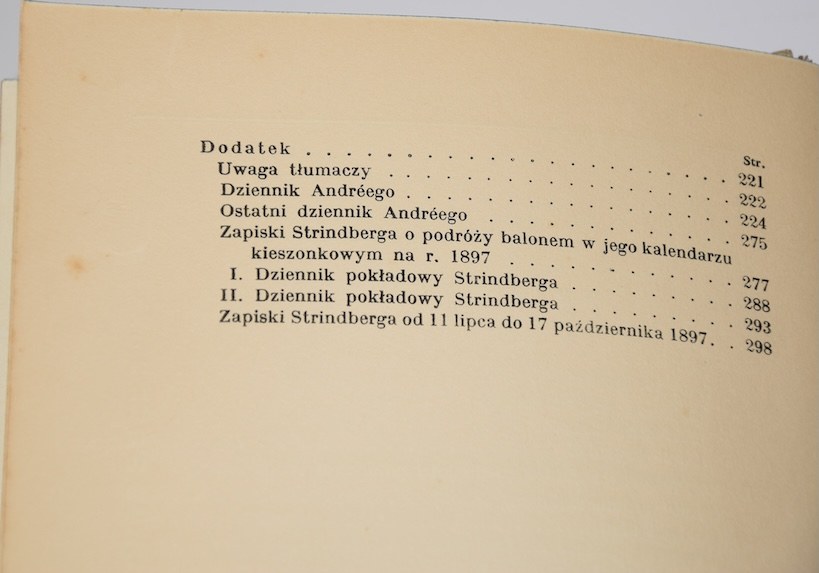 Str.
Dodatek . . . . . . . . . . . . . . . . . . 221
Uwaga tłumaczy . . . . . . . . . . . . . . 222
Dziennik Andréego . . . . . . . . . . . . . 224
Ostatni dziennik Andréego . . . . . . . . . . 275
Zapiski Strindberga o podróży balonem w jego kalendarzu
kieszonkowym na r. 1897 . . . . . . . . . 277
I. Dziennik pokładowy Strindberga . . . . . . . 288
II. Dziennik pokładowy Strindberga . . . . . . . 293
Zapiski Strindberga od 11 lipca do 17 października 1897. . 298